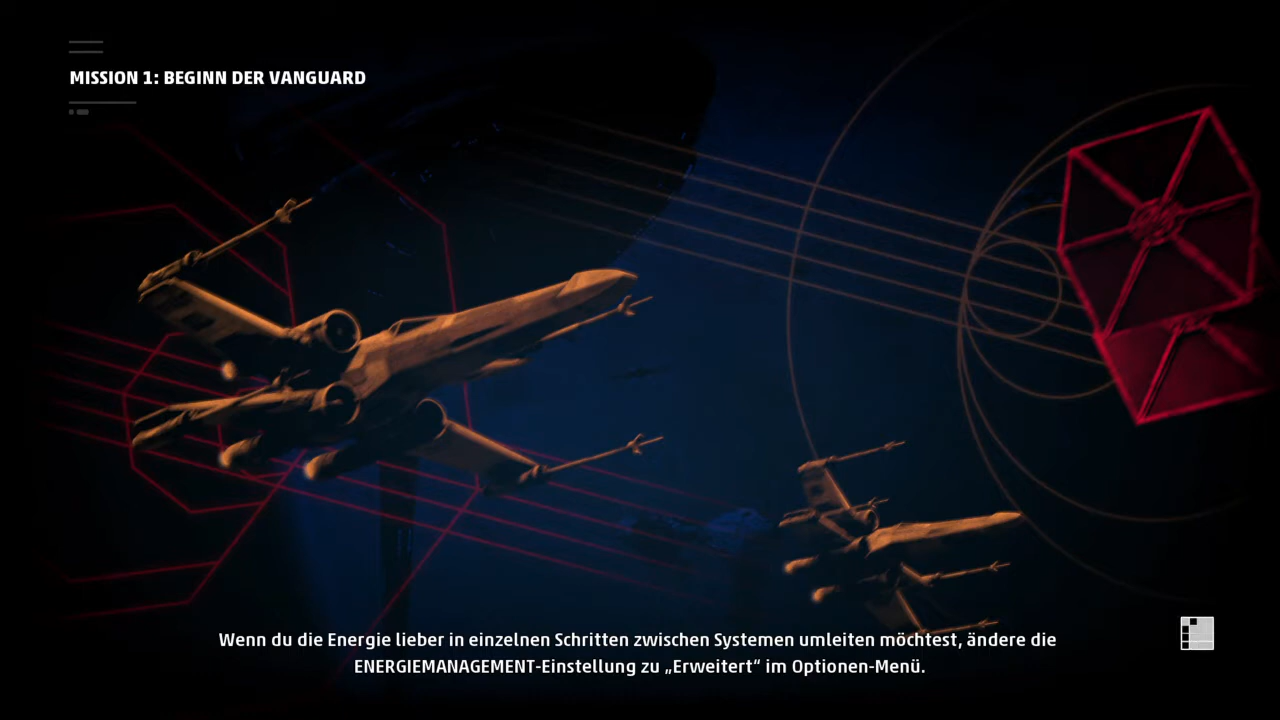 MISSION 1: BEGINN DER VANGUARD
Wenn du die Energie lieber in einzelnen Schritten zwischen Systemen umleiten möchtest, ändere die
ENERGIEMANAGEMENT-Einstellung zu „Erweitert“ im Optionen-Menü.